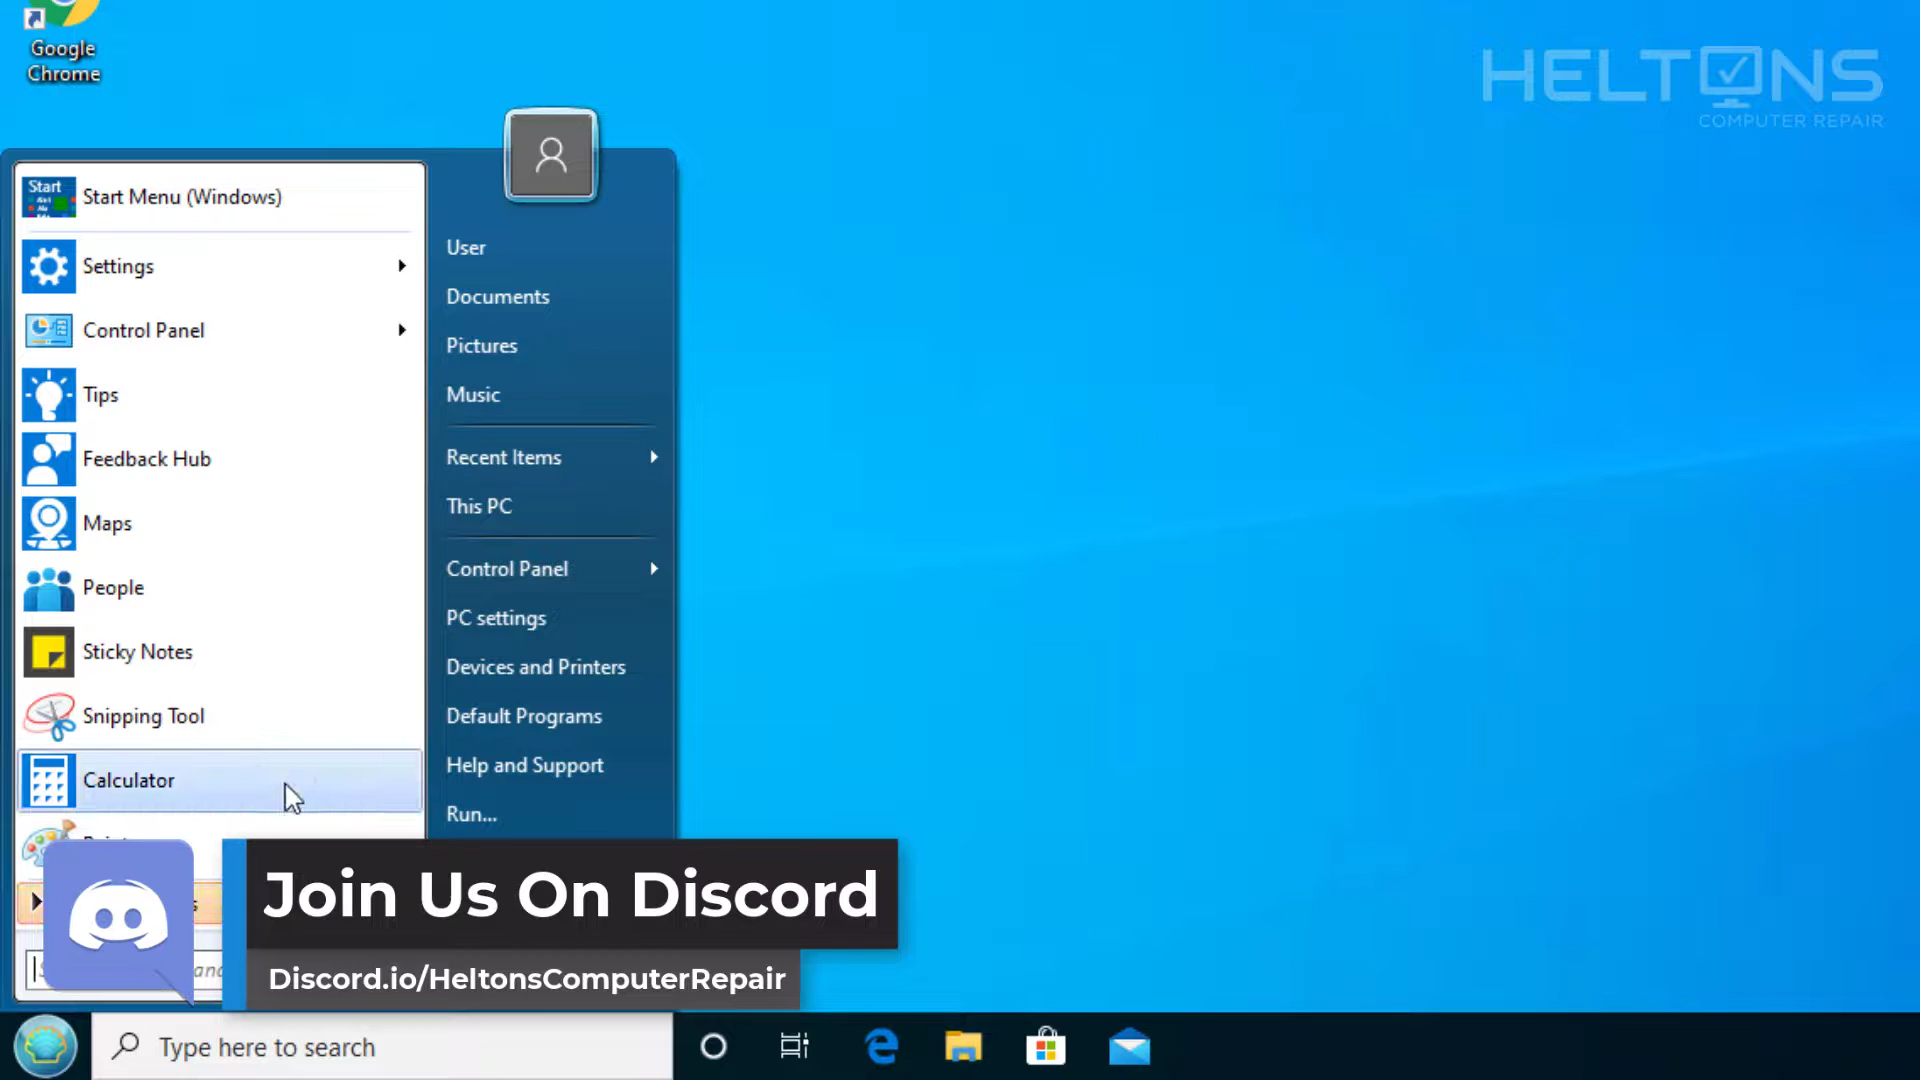 Google
Chrome
HELTONS
COMPUTER REPAIR
Start
Start Menu (Windows)
Settings
Control Panel
Tips
Feedback Hub
Maps
People
Sticky Notes
Snipping Tool
Calculator
User
Documents
Pictures
Music
Recent Items
This PC
Control Panel
PC settings
Devices and Printers
Default Programs
Help and Support
Run...
Join Us On Discord
Discord.io/HeltonsComputerRepair
Type here to search